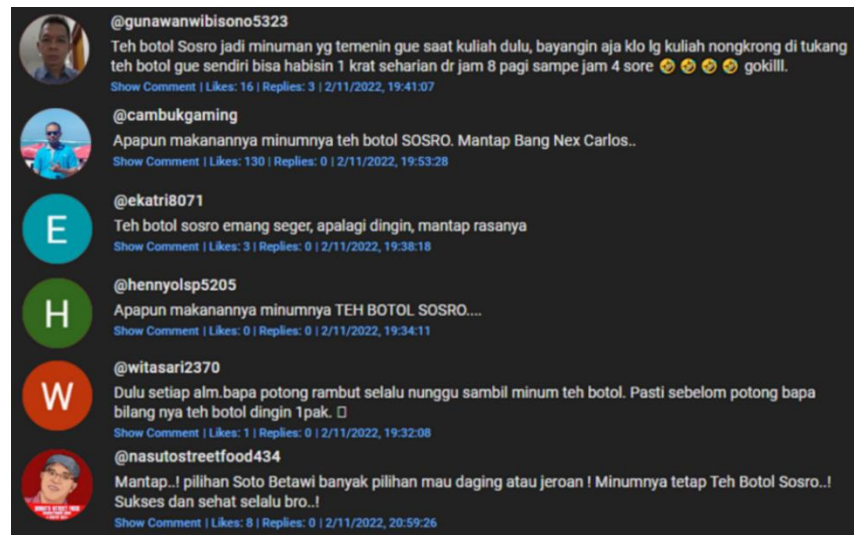 @gunawanwibisono5323
Teh botol Sosro jadi minuman yg temenin gue saat kuliah dulu, bayangin aja klo lg kuliah nongkrong di tukang
teh botol gue sendiri bisa habisin 1 krat seharian dr jam 8 pagi sampe jam 4 sore 🤣 🤣 🤣 🤣 gokilll.
Show Comment | Likes: 16 | Replies: 3 | 2/11/2022, 19:41:07
@cambukgaming
Apapun makanannya minumnya teh botol SOSRO. Mantap Bang Nex Carlos..
Show Comment | Likes: 130 | Replies: 0 | 2/11/2022, 19:53:28
E
@ekatri8071
Teh botol sosro emang seger, apalagi dingin, mantap rasanya
Show Comment | Likes: 3 | Replies: 0 | 2/11/2022, 19:38:18
H
@hennyolsp5205
Apapun makanannya minumnya TEH BOTOL SOSRO....
Show Comment | Likes: 0 | Replies: 0 | 2/11/2022, 19:34:11
W
@witasari2370
Dulu setiap alm.bapa potong rambut selalu nunggu sambil minum teh botol. Pasti sebelom potong bapa
bilang nya teh botol dingin 1pak. 
Show Comment | Likes: 1 | Replies: 0 | 2/11/2022, 19:32:08
@nasutostreetfood434
Mantap..! pilihan Soto Betawi banyak pilihan mau daging atau jeroan ! Minumnya tetap Teh Botol Sosro..!
Sukses dan sehat selalu bro..!
Show Comment | Likes: 8 | Replies: 0 | 2/11/2022, 20:59:26